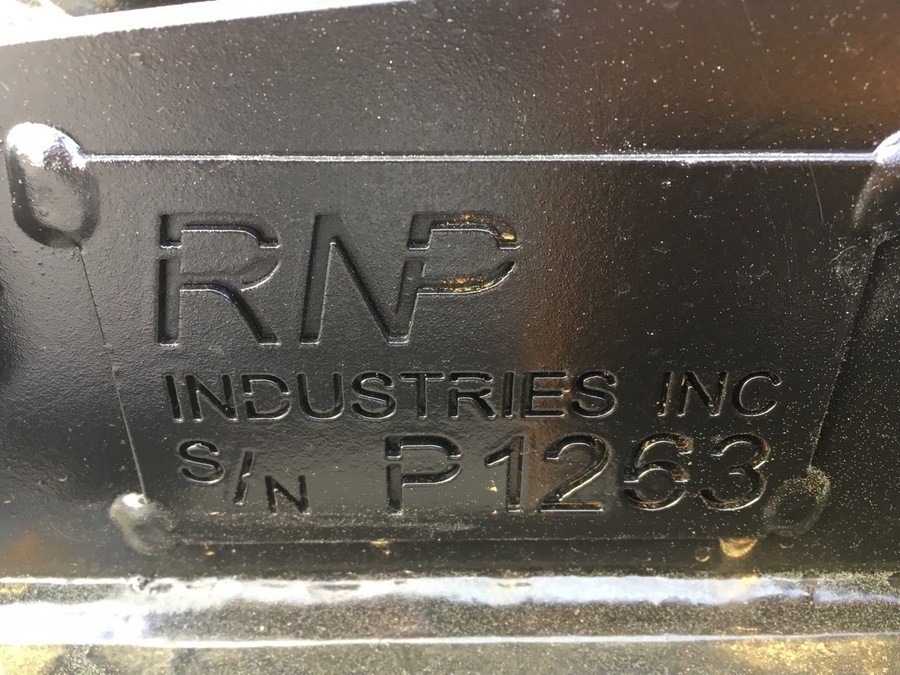 RNP
INDUSTRIES INC
S/N P1263